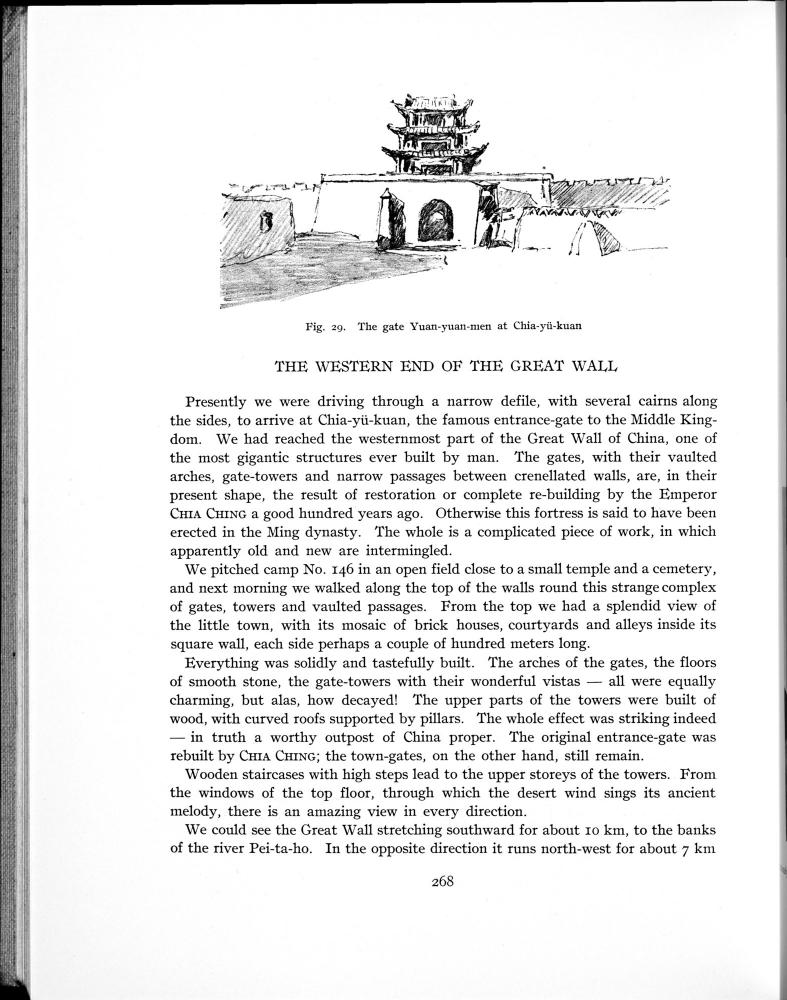 Fig. 29. The gate Yuan-yuan-men at Chia-yü-kuan
THE WESTERN END OF THE GREAT WALL
Presently we were driving through a narrow defile, with several cairns along
the sides, to arrive at Chia-yü-kuan, the famous entrance-gate to the Middle King-
dom. We had reached the westernmost part of the Great Wall of China, one of
the most gigantic structures ever built by man. The gates, with their vaulted
arches, gate-towers and narrow passages between crenellated walls, are, in their
present shape, the result of restoration or complete re-building by the Emperor
CHIA CHING a good hundred years ago. Otherwise this fortress is said to have been
erected in the Ming dynasty. The whole is a complicated piece of work, in which
apparently old and new are intermingled.
We pitched camp No. 146 in an open field close to a small temple and a cemetery,
and next morning we walked along the top of the walls round this strange complex
of gates, towers and vaulted passages. From the top we had a splendid view of
the little town, with its mosaic of brick houses, courtyards and alleys inside its
square wall, each side perhaps a couple of hundred meters long.
Everything was solidly and tastefully built. The arches of the gates, the floors
of smooth stone, the gate-towers with their wonderful vistas — all were equally
charming, but alas, how decayed! The upper parts of the towers were built of
wood, with curved roofs supported by pillars. The whole effect was striking indeed
— in truth a worthy outpost of China proper. The original entrance-gate was
rebuilt by CHIA CHING; the town-gates, on the other hand, still remain.
Wooden staircases with high steps lead to the upper storeys of the towers. From
the windows of the top floor, through which the desert wind sings its ancient
melody, there is an amazing view in every direction.
We could see the Great Wall stretching southward for about 10 km, to the banks
of the river Pei-ta-ho. In the opposite direction it runs north-west for about 7 km
268